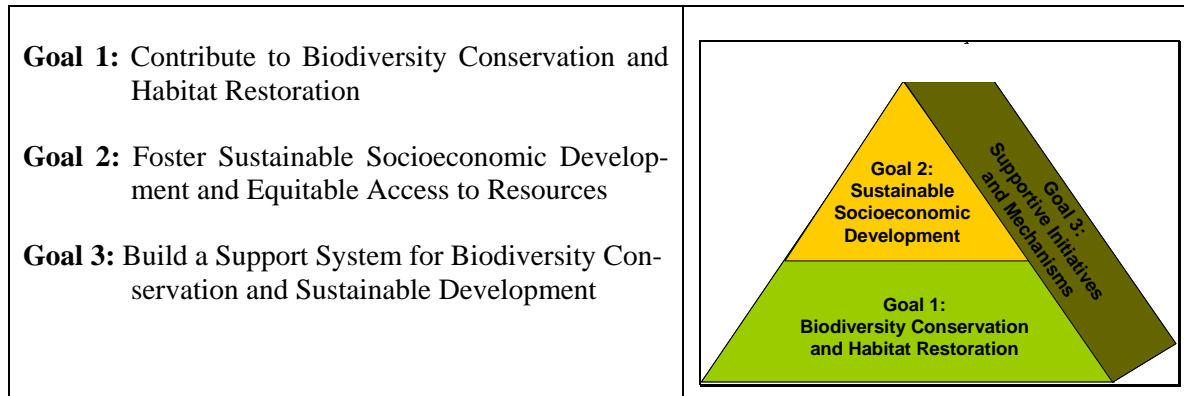 Goal 1: Contribute to Biodiversity Conservation and
Habitat Restoration
Goal 2: Foster Sustainable Socioeconomic Develop-
ment and Equitable Access to Resources
Goal 3: Build a Support System for Biodiversity Con-
servation and Sustainable Development
Goal 2:
Sustainable
Socioeconomic
Development
Goal 3:
Supportive Initiatives
and Mechanisms
Goal 1:
Biodiversity Conservation
and Habitat Restoration